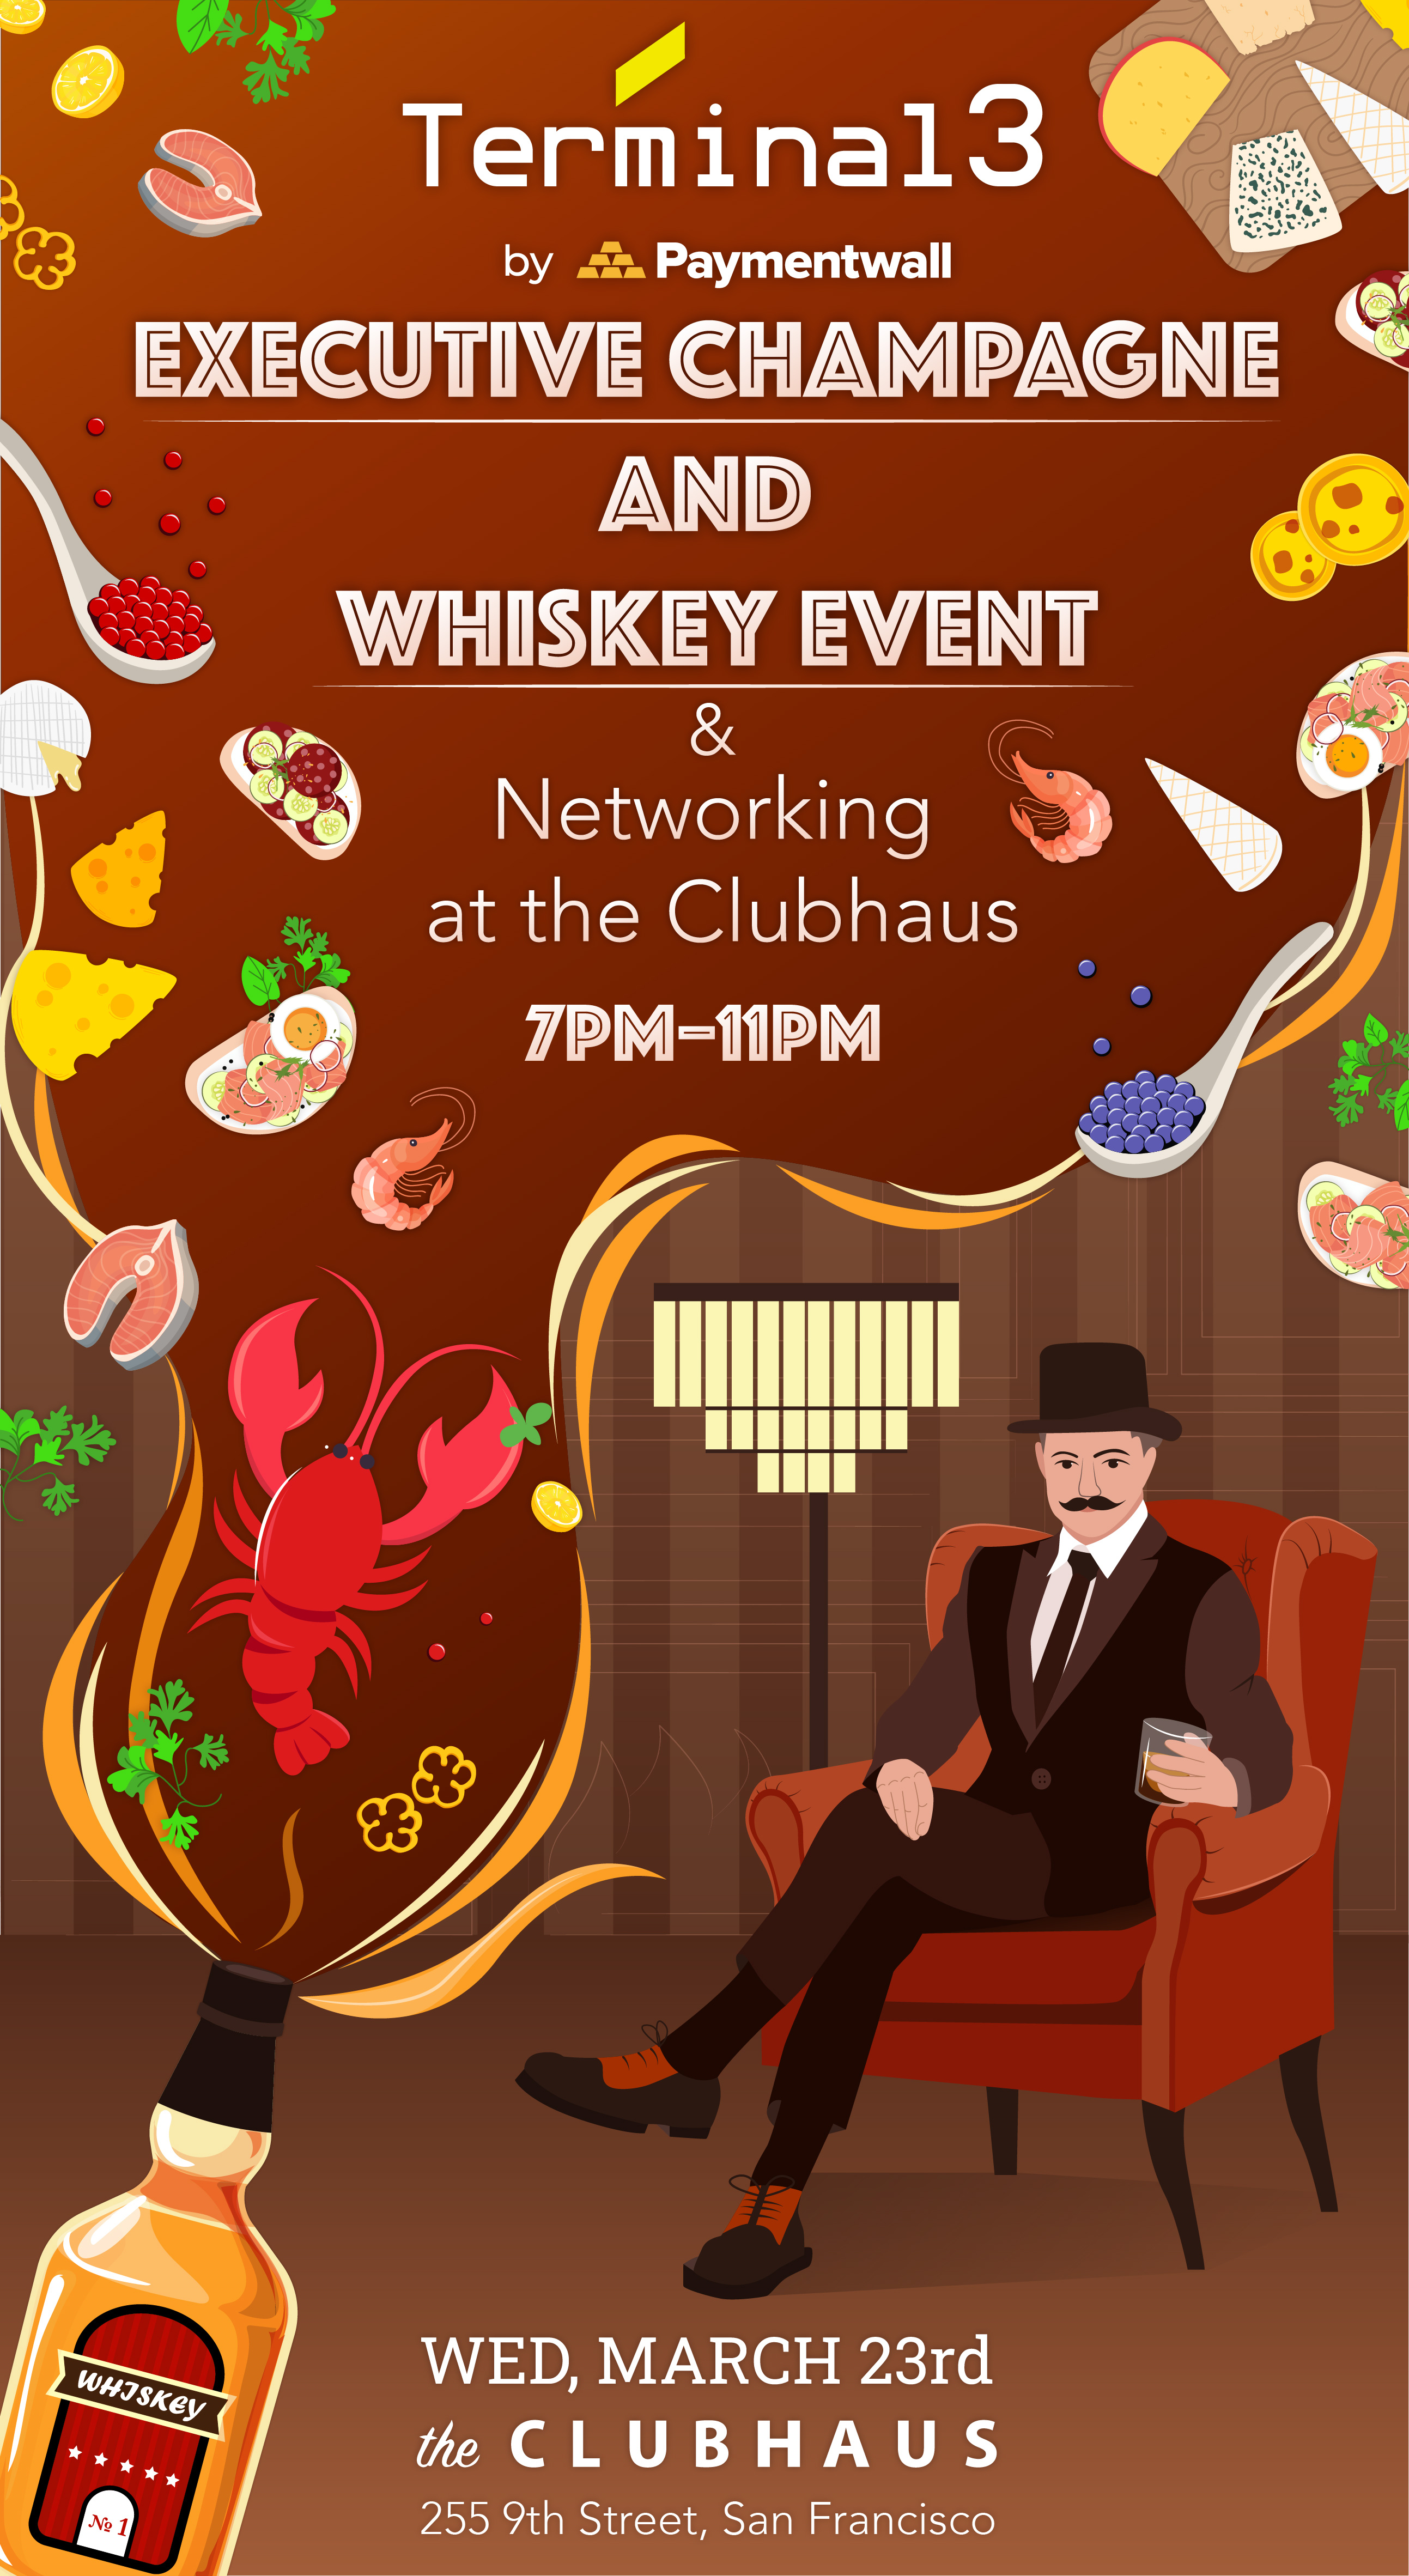 Terminal3
by Paymentwall
EXECUTIVE CHAMPAGNE
AND
WHISKEY EVENT
&
Networking
at the Clubhaus
7PM-11PM
WED, MARCH 23rd
the CLUBHAUS
255 9th Street, San Francisco
WHISKEY
№ 1